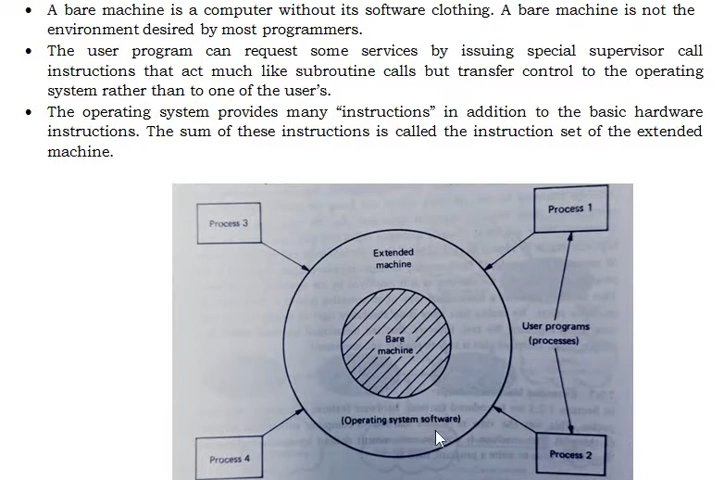 • A bare machine is a computer without its software clothing. A bare machine is not the
environment desired by most programmers.
• The user program can request some services by issuing special supervisor call
instructions that act much like subroutine calls but transfer control to the operating
system rather than to one of the user's.
• The operating system provides many “instructions” in addition to the basic hardware
instructions. The sum of these instructions is called the instruction set of the extended
machine.
Process 3
Process 1
Extended
machine
Bare
machine
User programs
(processes)
(Operating system software)
Process 4
Process 2